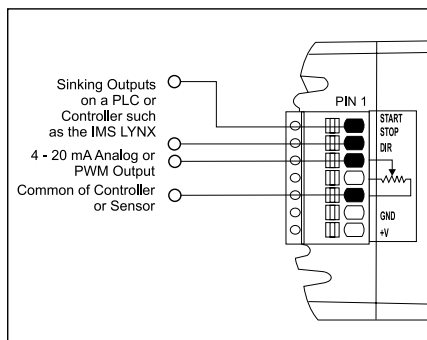 Sinking Outputs
on a PLC or
Controller such
as the IMS LYNX
4 - 20 mA Analog or
PWM Output
Common of Controller
or Sensor
PIN 1
START
STOP
DIR
GND
+V